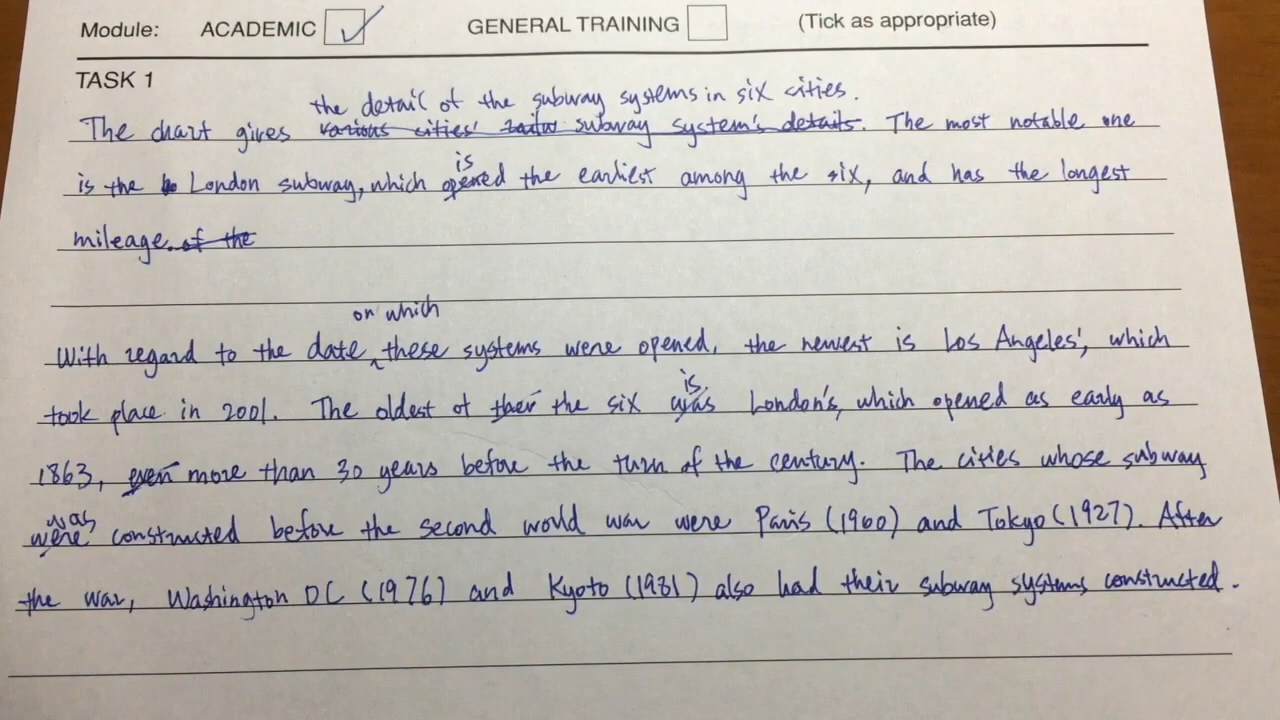 Module: ACADEMIC ✓ GENERAL TRAINING (Tick as appropriate)
TASK 1
the detail of the subway systems in six cities.
The chart gives various cities' subway system's details. The most notable one
is
is the London subway, which opened the earliest among the six, and has the longest
mileage. of the
on which
With regard to the date these systems were opened, the newest is Los Angeles', which
is
took place in 2001. The oldest of their the six was London's, which opened as early as
1863, even more than 30 years before the turn of the century. The cities whose subway
was
were constructed before the second would war were Paris (1900) and Tokyo (1927). After
the war, Washington DC (1976) and Kyoto (1981) also had their subway systems constructed.